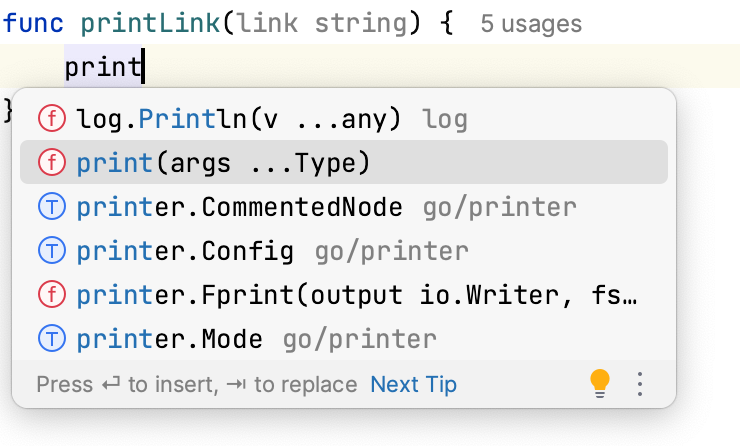 func printLink(link string) { 5 usages
print
}
f log.Println(v ...any) log
f print(args ...Type)
T printer.CommentedNode go/printer
T printer.Config go/printer
f printer.Fprint(output io.Writer, fs…
T printer.Mode go/printer
Press ↵ to insert, ⇥ to replace Next Tip